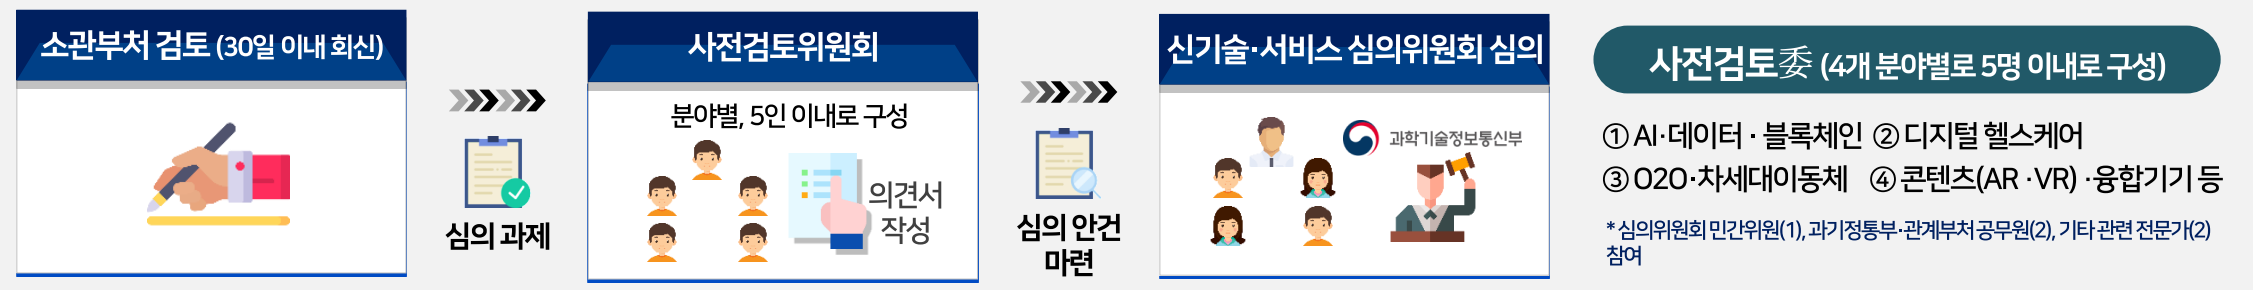 소관부처 검토 (30일 이내 회신)
심의 과제
사전검토위원회
분야별, 5인 이내로 구성
의견서
작성
심의 안건
마련
신기술·서비스 심의위원회 심의
과학기술정보통신부
사전검토委 (4개 분야별로 5명 이내로 구성)
① AI·데이터 · 블록체인 ② 디지털 헬스케어
③ O2O·차세대이동체 ④ 콘텐츠(AR ·VR) ·융합기기 등
* 심의위원회 민간위원(1), 과기정통부·관계부처 공무원(2), 기타 관련 전문가(2)
참여